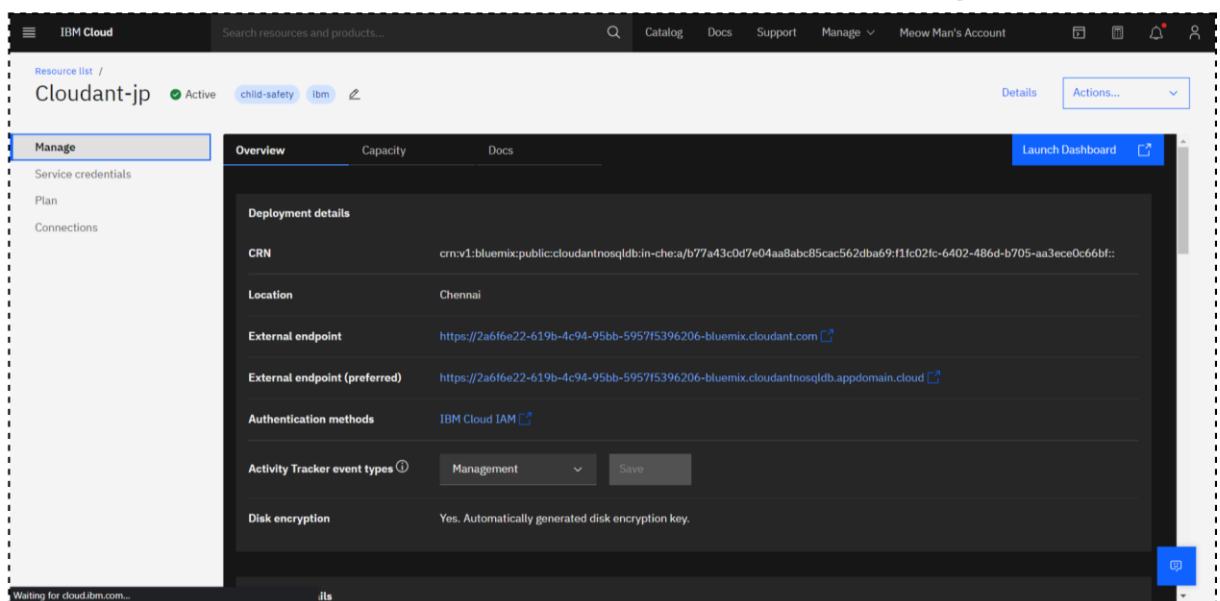 IBM Cloud
Search resources and products...
Catalog
Docs
Support
Manage
Meow Man's Account
Resource list /
Cloudant-jp
Active
child-safety
ibm
Details
Actions...
Manage
Service credentials
Plan
Connections
Overview
Capacity
Docs
Launch Dashboard
Deployment details
CRN crn:v1:bluemix:public:cloudantnosqldb:in-che:a/b77a43c0d7e04aa8abc85cac562dba69:f1fc02fc-6402-486d-b705-aa3ece0c66bf::
Location Chennai
External endpoint https://2a6f6e22-619b-4c94-95bb-5957f5396206-bluemix.cloudant.com
External endpoint (preferred) https://2a6f6e22-619b-4c94-95bb-5957f5396206-bluemix.cloudantnosqldb.appdomain.cloud
Authentication methods IBM Cloud IAM
Activity Tracker event types Management Save
Disk encryption Yes. Automatically generated disk encryption key.
Waiting for cloud.ibm.com...